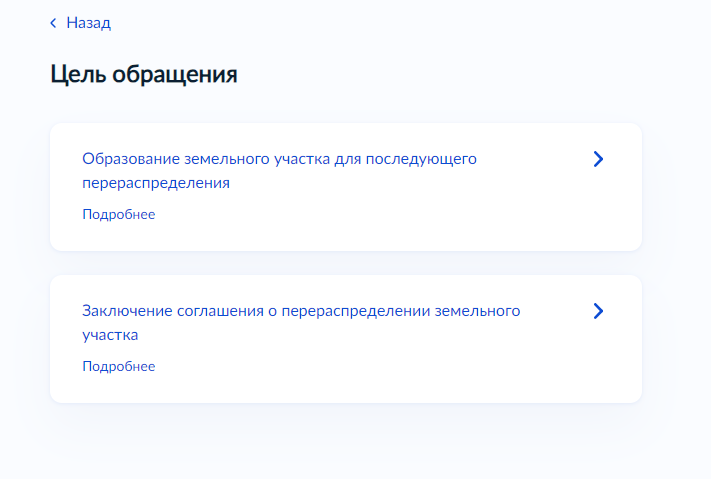 Назад
Цель обращения
Образование земельного участка для последующего
перераспределения
Подробнее
Заключение соглашения о перераспределении земельного
участка
Подробнее